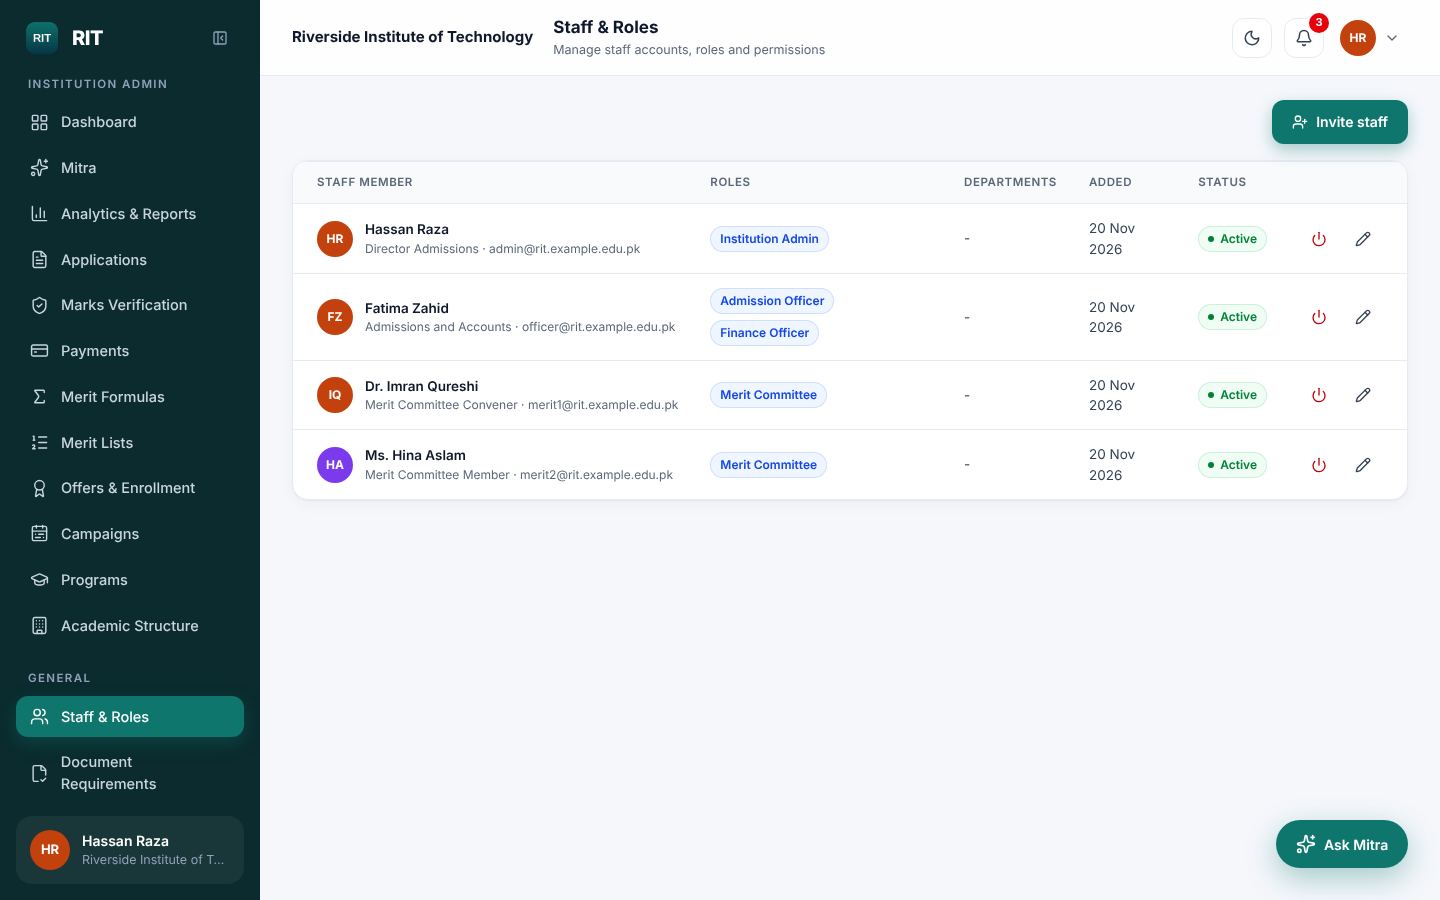 RIT
RIT
INSTITUTION ADMIN
Dashboard
Mitra
Analytics & Reports
Applications
Marks Verification
Payments
Merit Formulas
Merit Lists
Offers & Enrollment
Campaigns
Programs
Academic Structure
GENERAL
Staff & Roles
Document
Requirements
HR
Hassan Raza
Riverside Institute of T...
Riverside Institute of Technology
Staff & Roles
Manage staff accounts, roles and permissions
3
HR
Invite staff
STAFF MEMBER ROLES DEPARTMENTS ADDED STATUS
HR
Hassan Raza
Director Admissions · admin@rit.example.edu.pk
Institution Admin
-
20 Nov
2026
Active
FZ
Fatima Zahid
Admissions and Accounts · officer@rit.example.edu.pk
Admission Officer
Finance Officer
-
20 Nov
2026
Active
IQ
Dr. Imran Qureshi
Merit Committee Convener · merit1@rit.example.edu.pk
Merit Committee
-
20 Nov
2026
Active
HA
Ms. Hina Aslam
Merit Committee Member · merit2@rit.example.edu.pk
Merit Committee
-
20 Nov
2026
Active
Ask Mitra